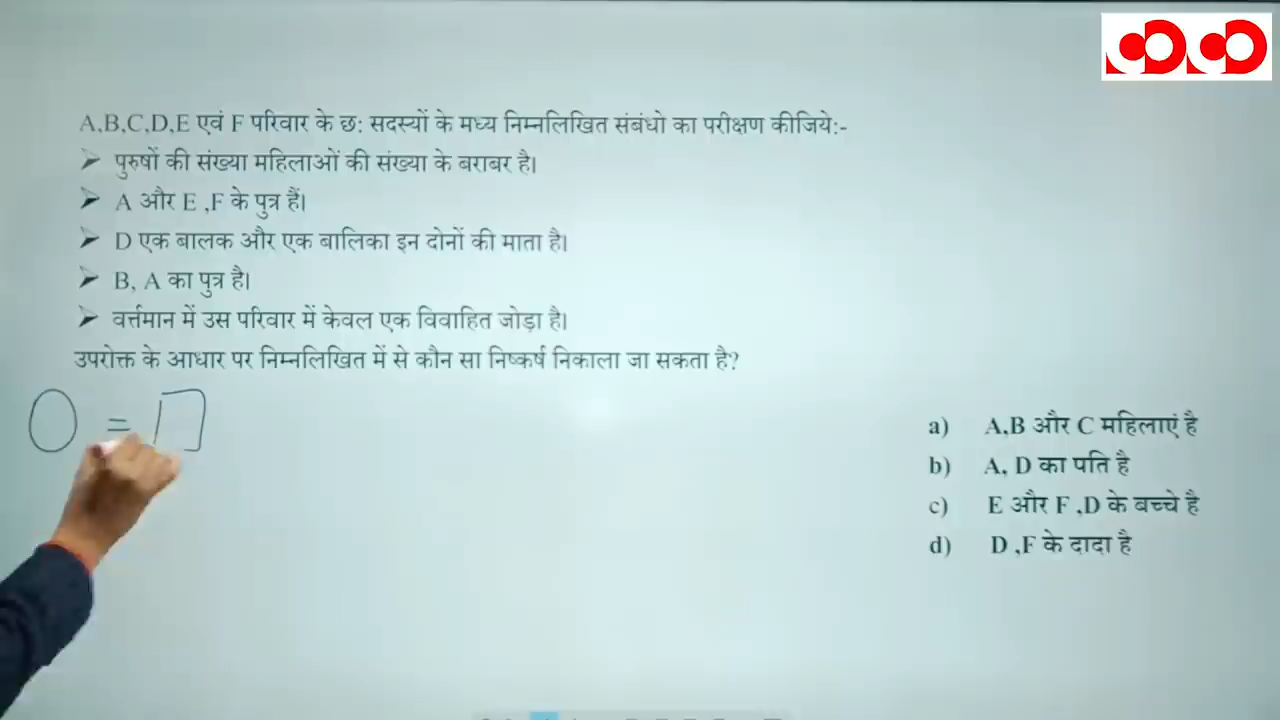 A,B,C,D,E एवं F परिवार के छ: सदस्यों के मध्य निम्नलिखित संबंधो का परीक्षण कीजिये:-
पुरुषों की संख्या महिलाओं की संख्या के बराबर है।
A और E ,F के पुत्र हैं।
D एक बालक और एक बालिका इन दोनों की माता है।
B, A का पुत्र है।
वर्त्तमान में उस परिवार में केवल एक विवाहित जोड़ा है।
उपरोक्त के आधार पर निम्नलिखित में से कौन सा निष्कर्ष निकाला जा सकता है?
a) A,B और C महिलाएं है
b) A, D का पति है
c) E और F ,D के बच्चे है
d) D ,F के दादा है